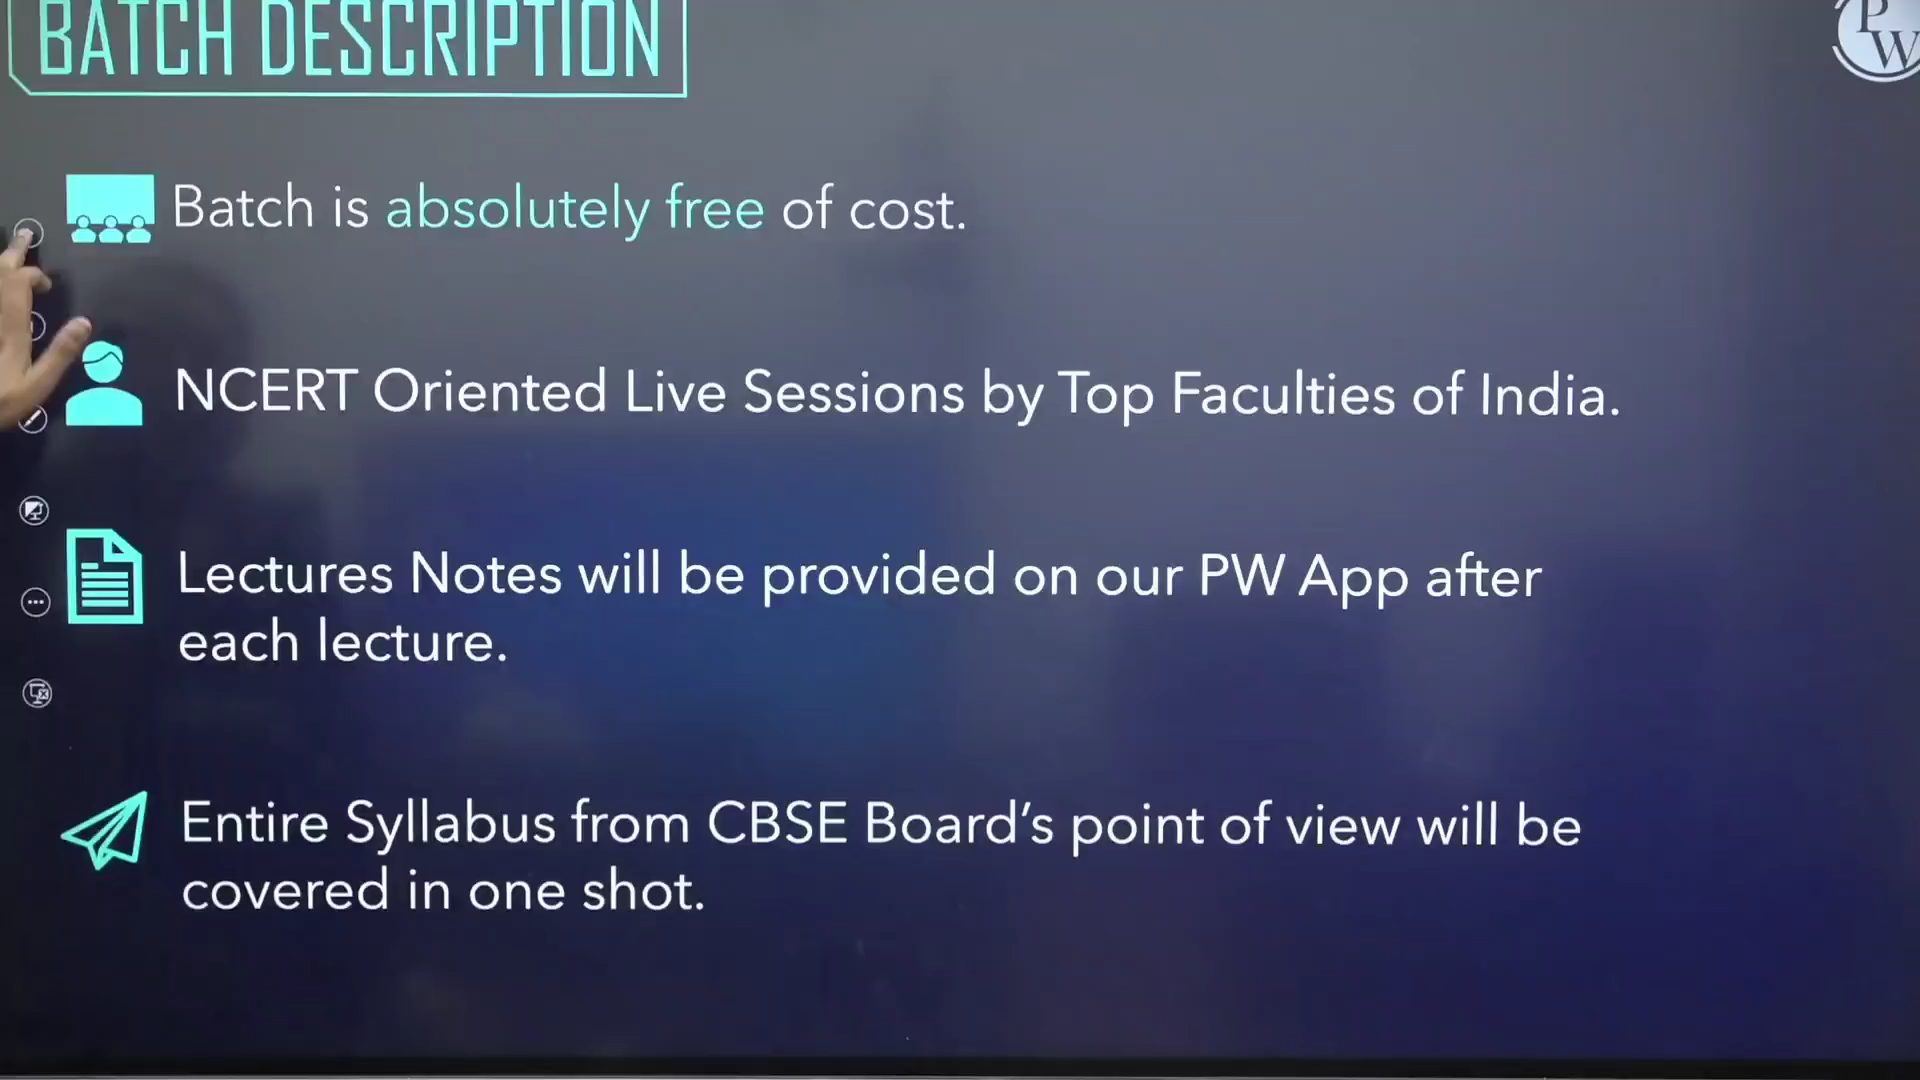 BATCH DESCRIPTION
PW
Batch is absolutely free of cost.
NCERT Oriented Live Sessions by Top Faculties of India.
Lectures Notes will be provided on our PW App after
each lecture.
Entire Syllabus from CBSE Board's point of view will be
covered in one shot.